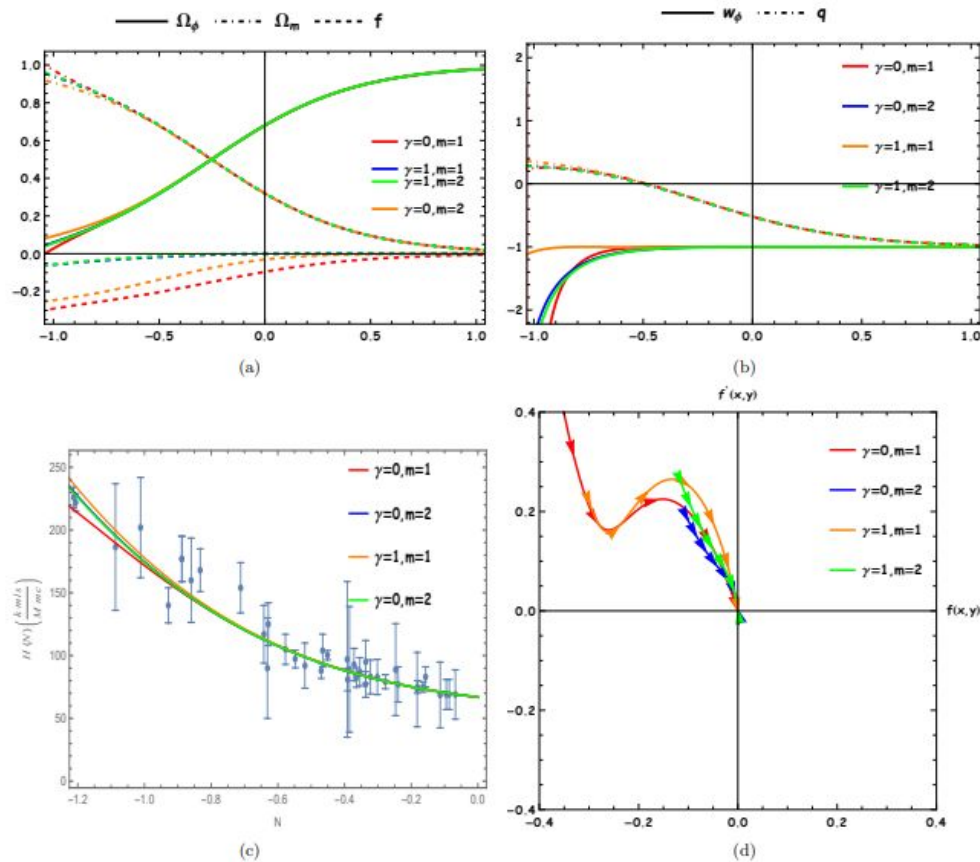 Ω_ϕ Ω_m f
1.0
0.8
0.6
0.4
0.2
0.0
-0.2
-1.0 -0.5 0.0 0.5 1.0
γ=0,m=1
γ=1,m=1
γ=1,m=2
γ=0,m=2
(a)
w_ϕ q
2
1
0
-1
-2
-1.0 -0.5 0.0 0.5 1.0
γ=0,m=1
γ=0,m=2
γ=1,m=1
γ=1,m=2
(b)
H (N) (km/s / M mc)
250
200
150
100
50
0
-1.2 -1.0 -0.8 -0.6 -0.4 -0.2 0.0
N
γ=0,m=1
γ=0,m=2
γ=1,m=1
γ=0,m=2
(c)
f'(x,y)
0.4
0.2
0.0
-0.2
-0.4
-0.4 -0.2 0.0 0.2 0.4
f(x,y)
γ=0,m=1
γ=0,m=2
γ=1,m=1
γ=1,m=2
(d)